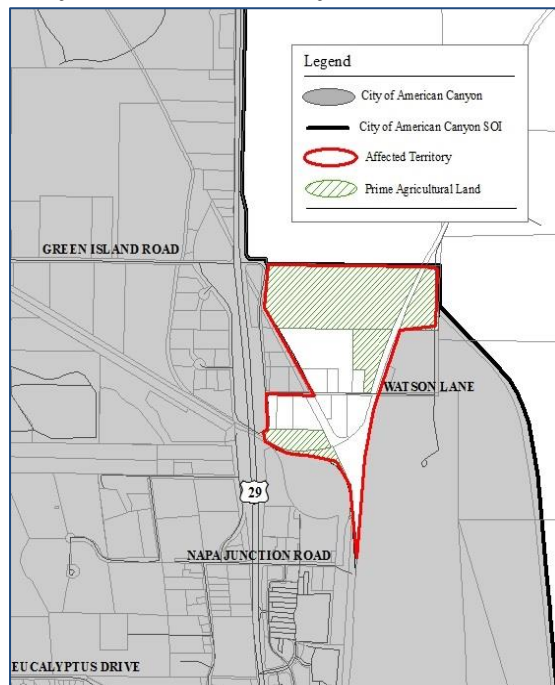 Legend
City of American Canyon
City of American Canyon SOI
Affected Territory
Prime Agricultural Land
GREEN ISLAND ROAD
WATSON LANE
29
NAPA JUNCTION ROAD
EUCALYPTUS DRIVE